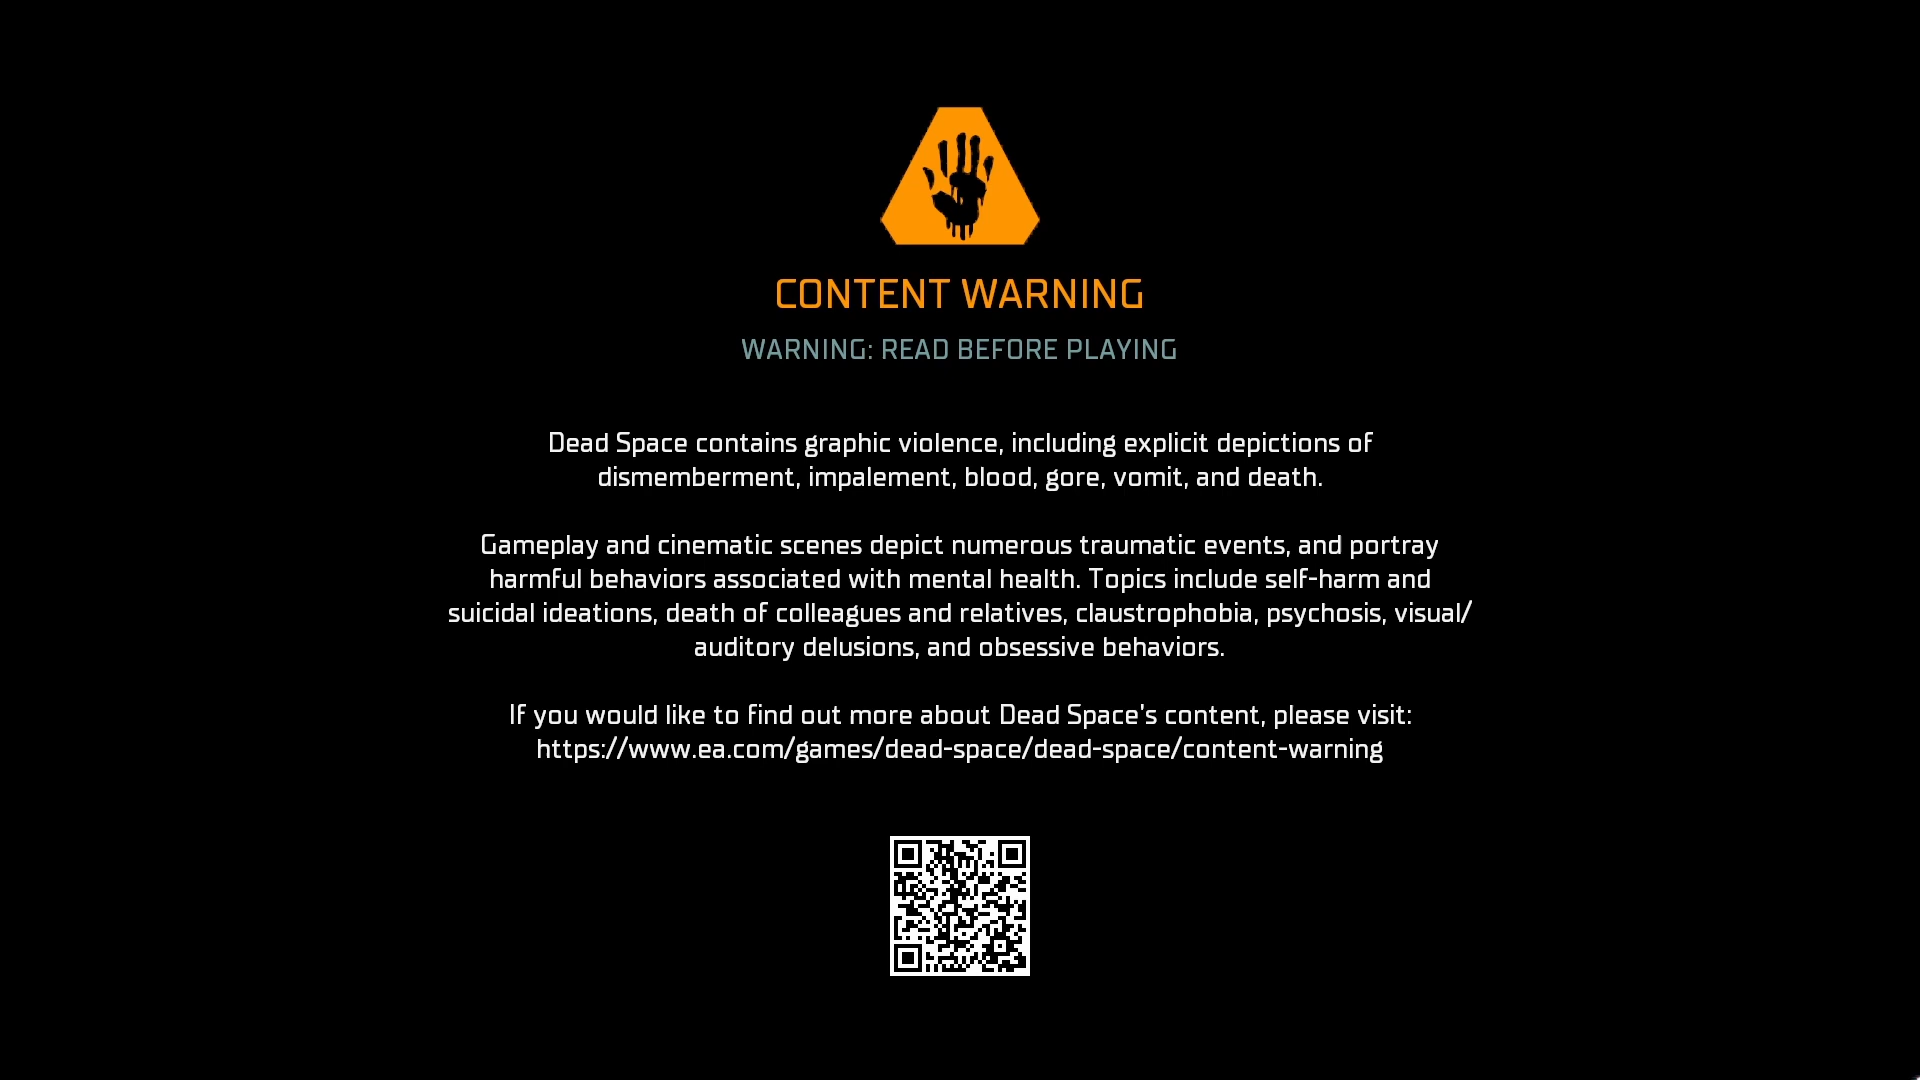 CONTENT WARNING
WARNING: READ BEFORE PLAYING
Dead Space contains graphic violence, including explicit depictions of
dismemberment, impalement, blood, gore, vomit, and death.
Gameplay and cinematic scenes depict numerous traumatic events, and portray
harmful behaviors associated with mental health. Topics include self-harm and
suicidal ideations, death of colleagues and relatives, claustrophobia, psychosis, visual/
auditory delusions, and obsessive behaviors.
If you would like to find out more about Dead Space's content, please visit:
https://www.ea.com/games/dead-space/dead-space/content-warning